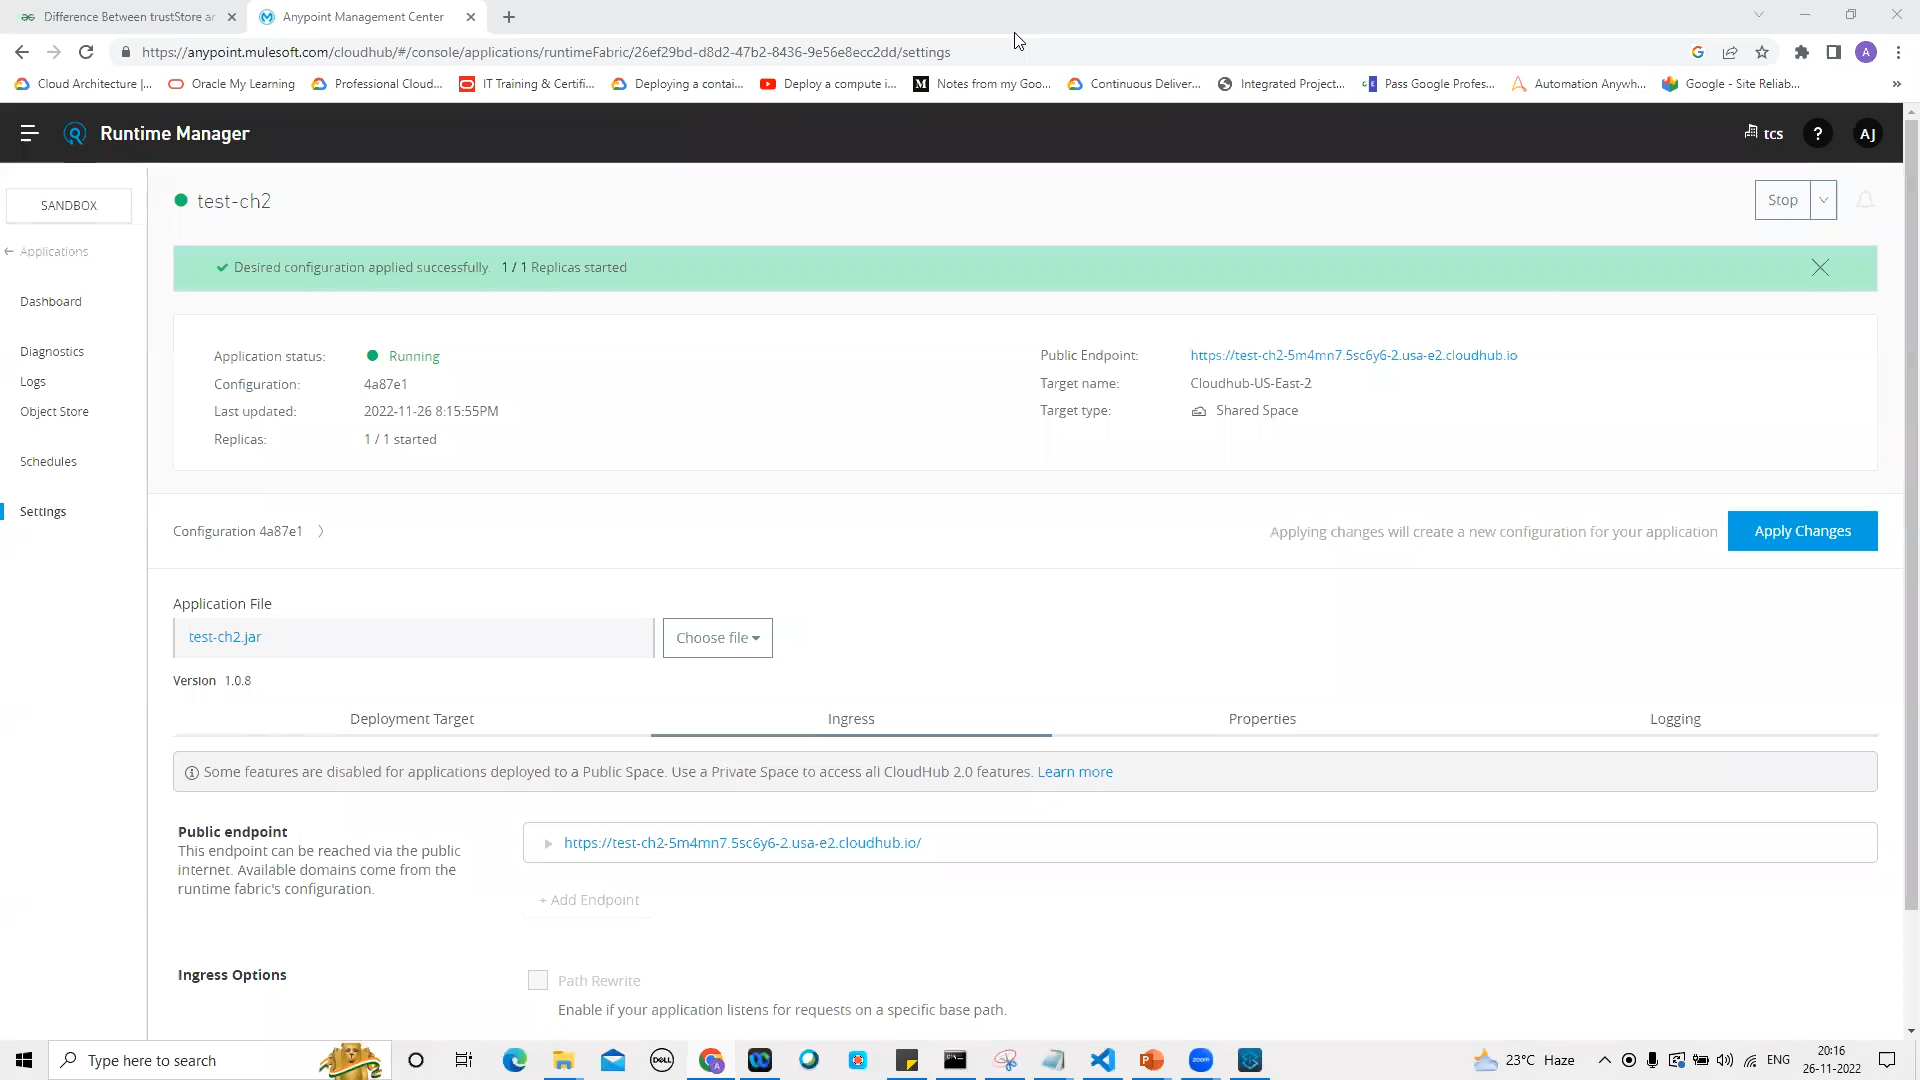 Difference Between trustStore ar
Anypoint Management Center
https://anypoint.mulesoft.com/cloudhub/#/console/applications/runtimeFabric/26ef29bd-d8d2-47b2-8436-9e56e8ecc2dd/settings
A
Cloud Architecture |...
Oracle My Learning
Professional Cloud...
IT Training & Certifi...
Deploying a contai...
Deploy a compute i...
Notes from my Goo...
Continuous Deliver...
Integrated Project...
Pass Google Profes...
Automation Anywh...
Google - Site Reliab...
»
Runtime Manager
tcs
?
AJ
SANDBOX
Applications
Dashboard
Diagnostics
Logs
Object Store
Schedules
Settings
test-ch2
Stop
Desired configuration applied successfully. 1 / 1 Replicas started
Application status: Running
Configuration: 4a87e1
Last updated: 2022-11-26 8:15:55PM
Replicas: 1 / 1 started
Public Endpoint: https://test-ch2-5m4mn7.5sc6y6-2.usa-e2.cloudhub.io
Target name: Cloudhub-US-East-2
Target type: Shared Space
Configuration 4a87e1
Applying changes will create a new configuration for your application
Apply Changes
Application File
test-ch2.jar
Choose file
Version 1.0.8
Deployment Target
Ingress
Properties
Logging
Some features are disabled for applications deployed to a Public Space. Use a Private Space to access all CloudHub 2.0 features. Learn more
Public endpoint
This endpoint can be reached via the public
internet. Available domains come from the
runtime fabric's configuration.
https://test-ch2-5m4mn7.5sc6y6-2.usa-e2.cloudhub.io/
+ Add Endpoint
Ingress Options
Path Rewrite
Enable if your application listens for requests on a specific base path.
Type here to search
DELL
zoom
23°C Haze
ENG
20:16
26-11-2022